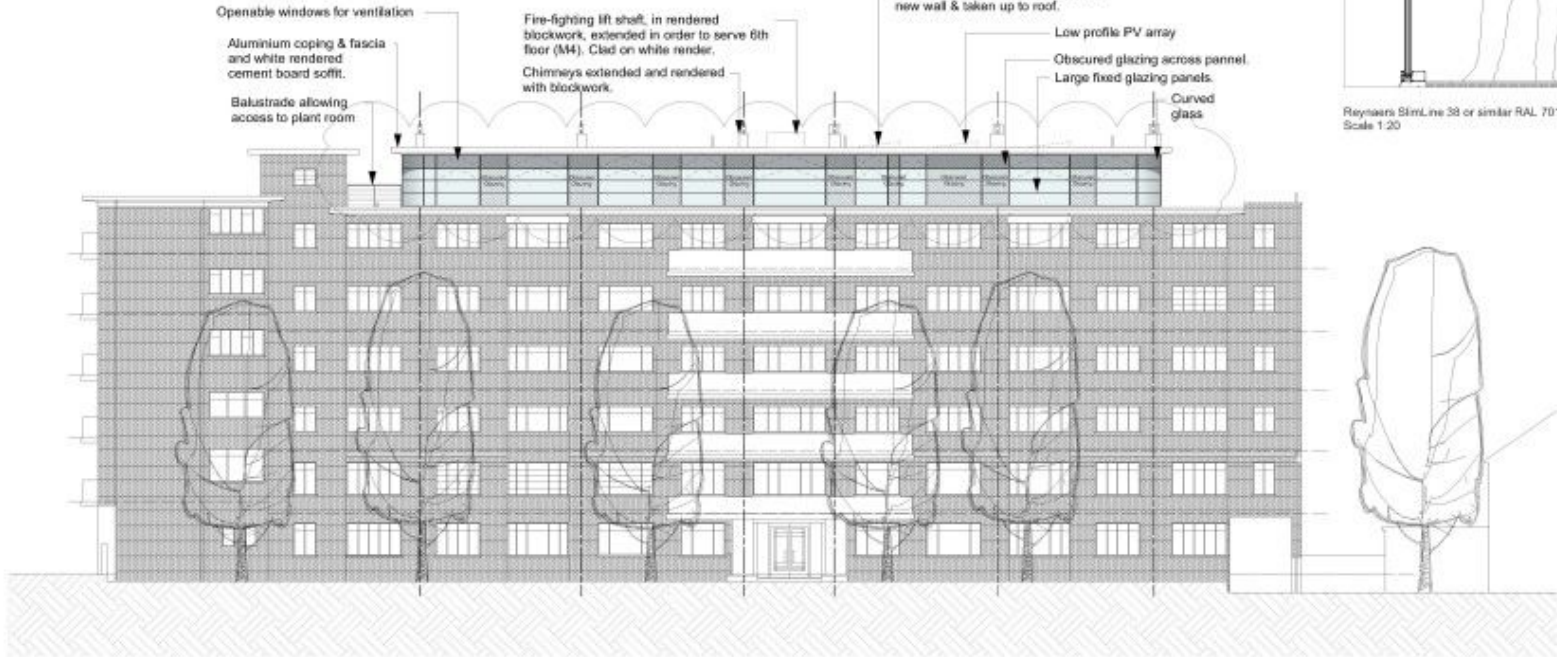 Openable windows for ventilation
Aluminium coping & fascia
and white rendered
cement board soffit.
Balustrade allowing
access to plant room
Fire-fighting lift shaft, in rendered
blockwork, extended in order to serve 6th
floor (M4). Clad on white render.
Chimneys extended and rendered
with blockwork.
new wall & taken up to roof.
Low profile PV array
Obscured glazing across pannel.
Large fixed glazing panels.
Curved
glass
Reynaers SlimLine 38 or similar RAL 701
Scale 1:20